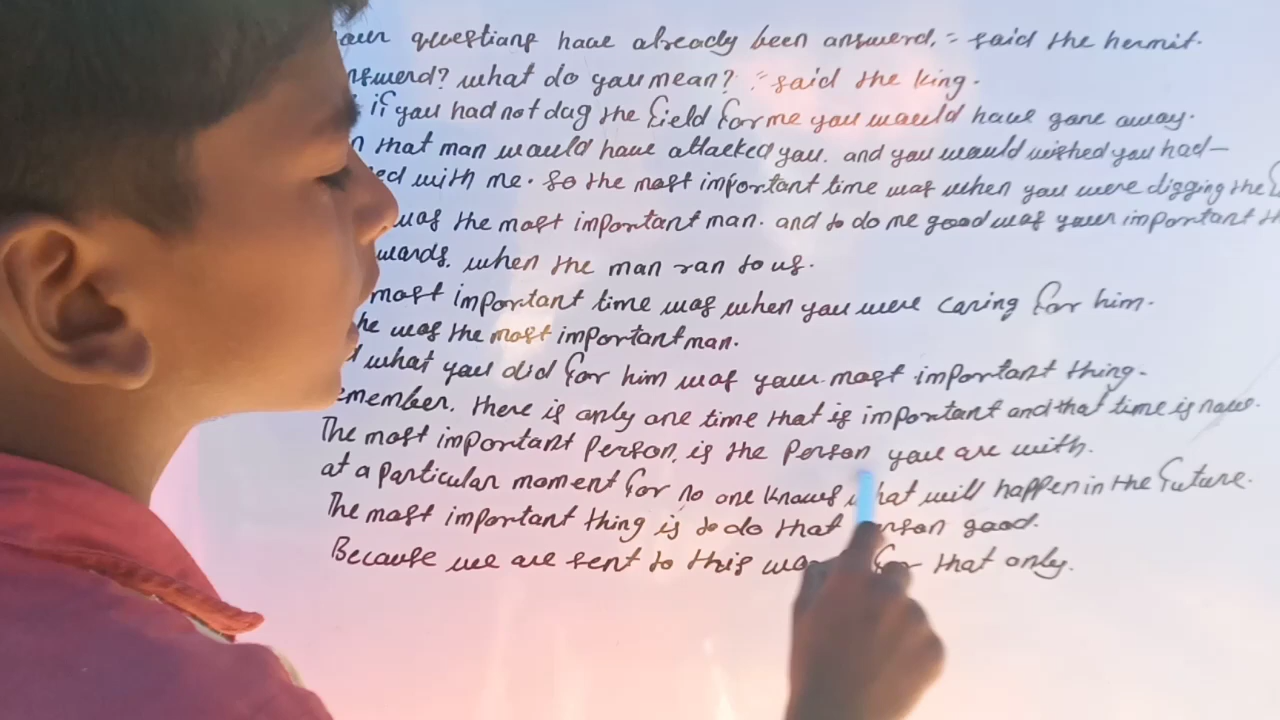 questians have already been answerd." said the hermit.
what do you mean? "said the king.
if you had not dug the field for me you would have gone away.
that man would have attacked you. and you would wished you had—
with me. so the most important time was when you were digging the
was the most important man. and to do me good was your important
when the man ran to us.
most important time was when you were caring for him.
he was the most important man.
what you did for him was your most important thing.
there is only one time that is important and that time is now.
The most important Person, is the Person you are with.
at a particular moment for no one knows what will happen in the future.
The most important thing is to do that good.
Because we are sent to this for that only.